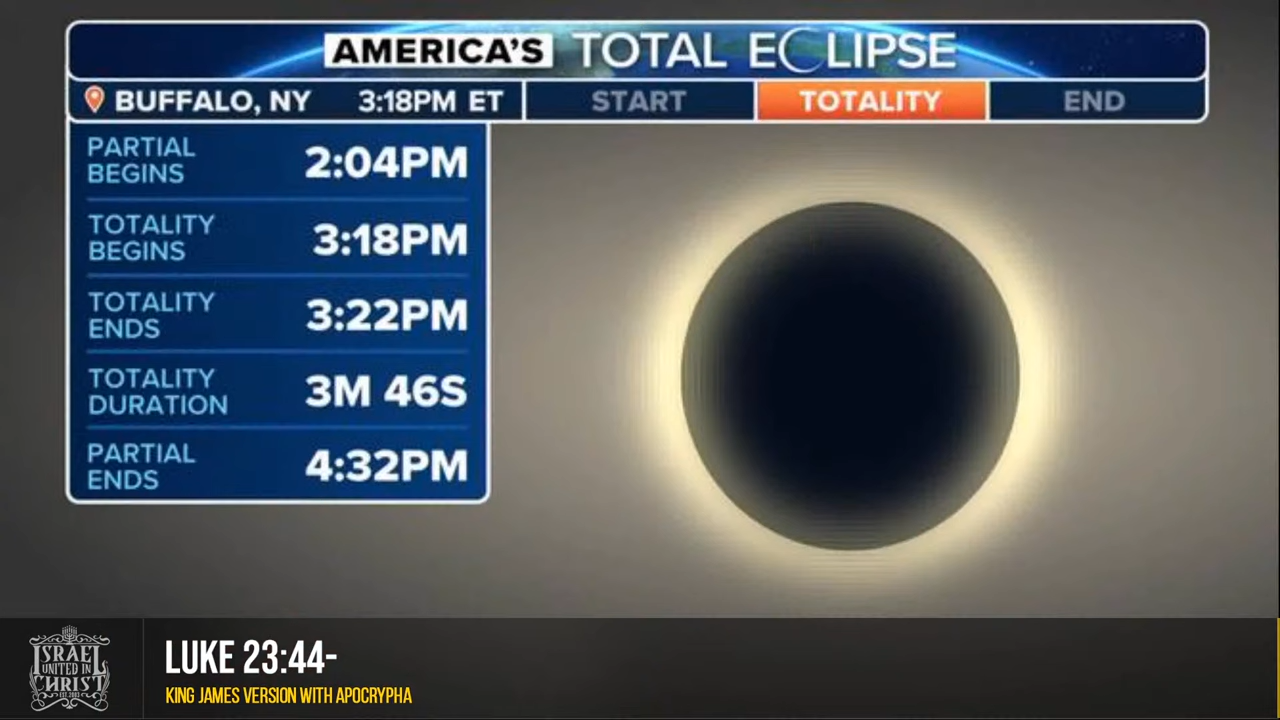 AMERICA'S TOTAL ECLIPSE
BUFFALO, NY 3:18PM ET START TOTALITY END
PARTIAL BEGINS 2:04PM
TOTALITY BEGINS 3:18PM
TOTALITY ENDS 3:22PM
TOTALITY DURATION 3M 46S
PARTIAL ENDS 4:32PM
ISRAEL
UNITED IN
CHRIST
EST. 2003
LUKE 23:44-
KING JAMES VERSION WITH APOCRYPHA